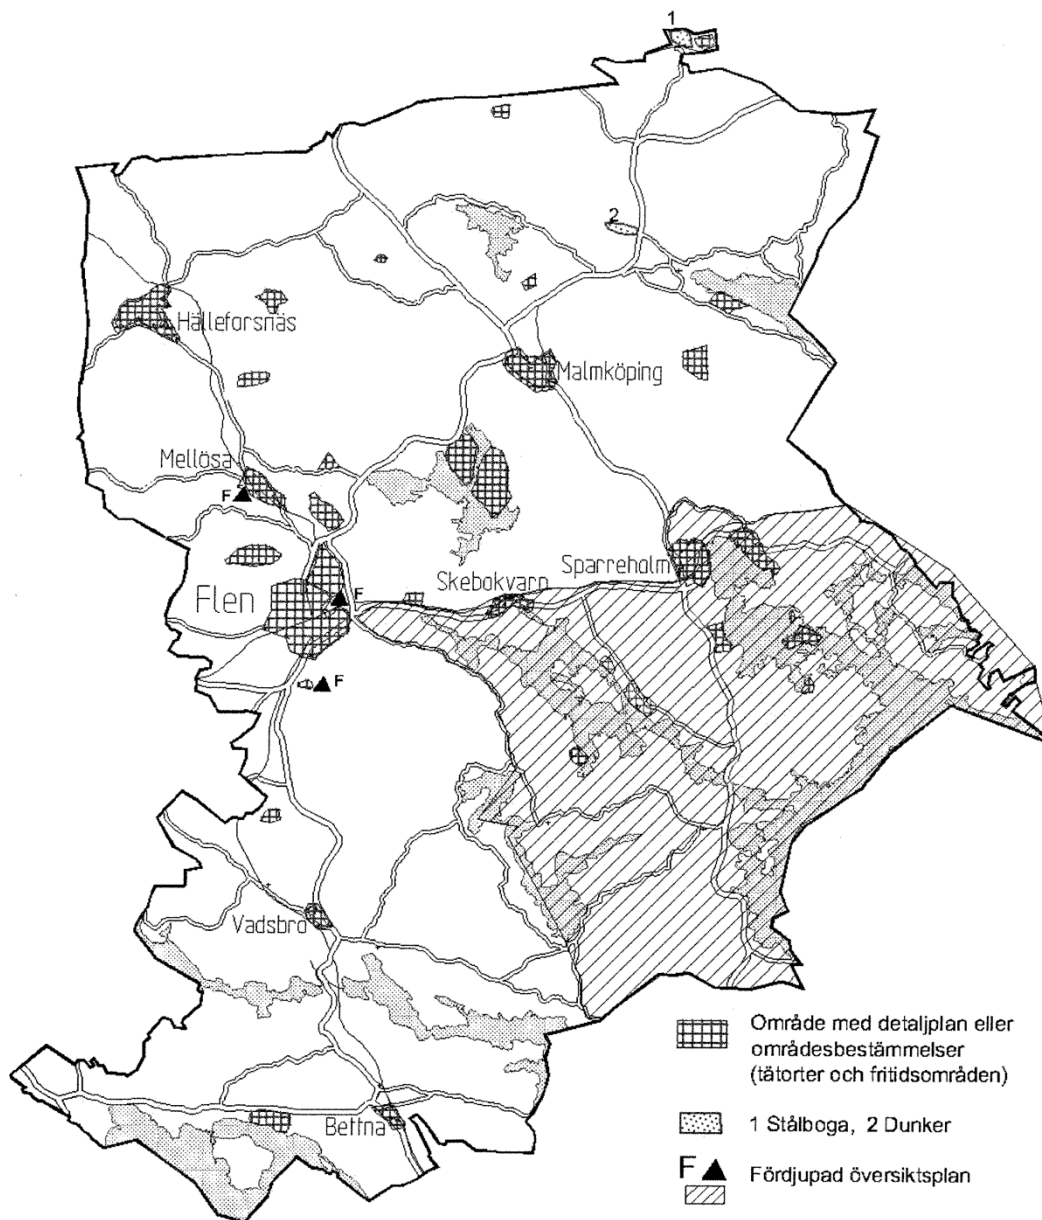 1
2
Hälleforsnäs
Malmköping
Mellösa
F
Sparreholm
Skebokvarn
Flen
F
F
Vadsbro
Bettna
Område med detaljplan eller
områdesbestämmelser
(tätorter och fritidsområden)
1 Stålboga, 2 Dunker
F
Fördjupad översiktsplan